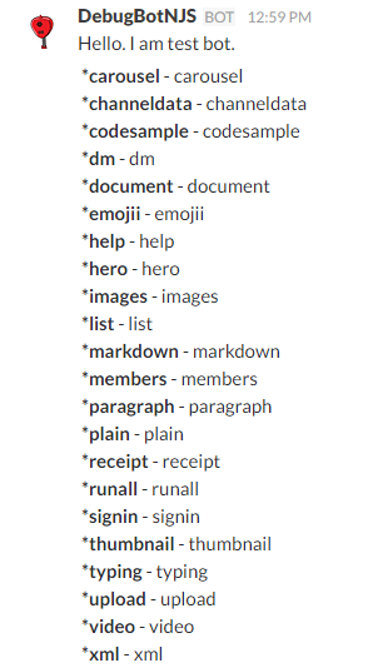 DebugBotNJS BOT 12:59 PM
Hello. I am test bot.
*carousel - carousel
*channeldata - channeldata
*codesample - codesample
*dm - dm
*document - document
*emojii - emojii
*help - help
*hero - hero
*images - images
*list - list
*markdown - markdown
*members - members
*paragraph - paragraph
*plain - plain
*receipt - receipt
*runall - runall
*signin - signin
*thumbnail - thumbnail
*typing - typing
*upload - upload
*video - video
*xml - xml